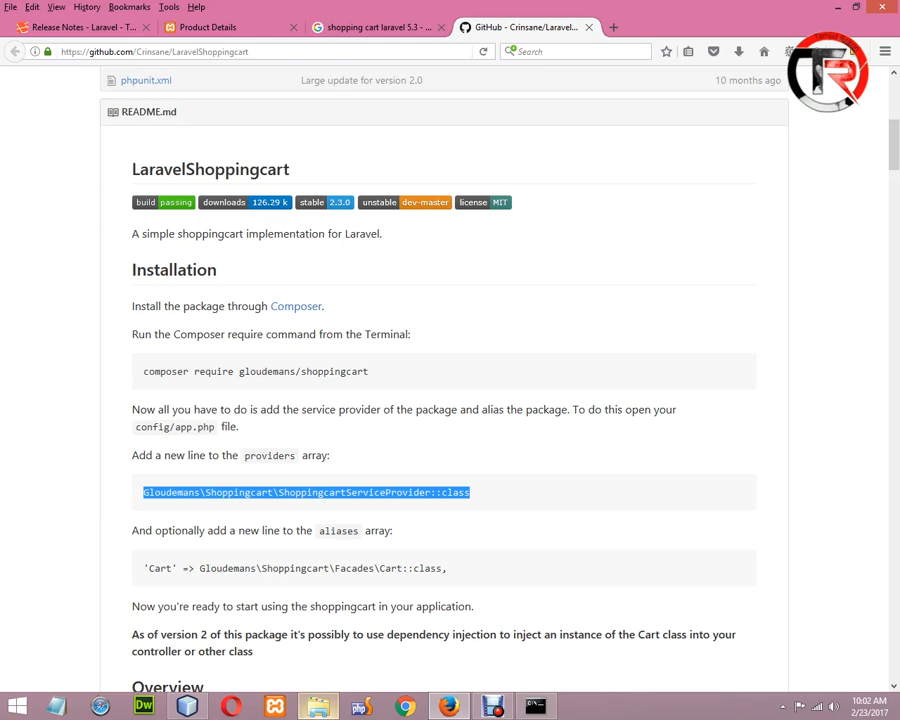 File Edit View History Bookmarks Tools Help
Release Notes - Laravel - T...
Product Details
shopping cart laravel 5.3 - ...
GitHub - Crinsane/Laravel...
https://github.com/Crinsane/LaravelShoppingcart
Search
TR
phpunit.xml Large update for version 2.0 10 months ago
README.md
LaravelShoppingcart
build passing downloads 126.29 k stable 2.3.0 unstable dev-master license MIT
A simple shoppingcart implementation for Laravel.
Installation
Install the package through Composer.
Run the Composer require command from the Terminal:
composer require gloudemans/shoppingcart
Now all you have to do is add the service provider of the package and alias the package. To do this open your
config/app.php file.
Add a new line to the providers array:
Gloudemans\Shoppingcart\ShoppingcartServiceProvider::class
And optionally add a new line to the aliases array:
'Cart' => Gloudemans\Shoppingcart\Facades\Cart::class,
Now you're ready to start using the shoppingcart in your application.
As of version 2 of this package it's possibly to use dependency injection to inject an instance of the Cart class into your
controller or other class
Overview
Dw
php
10:02 AM
2/23/2017